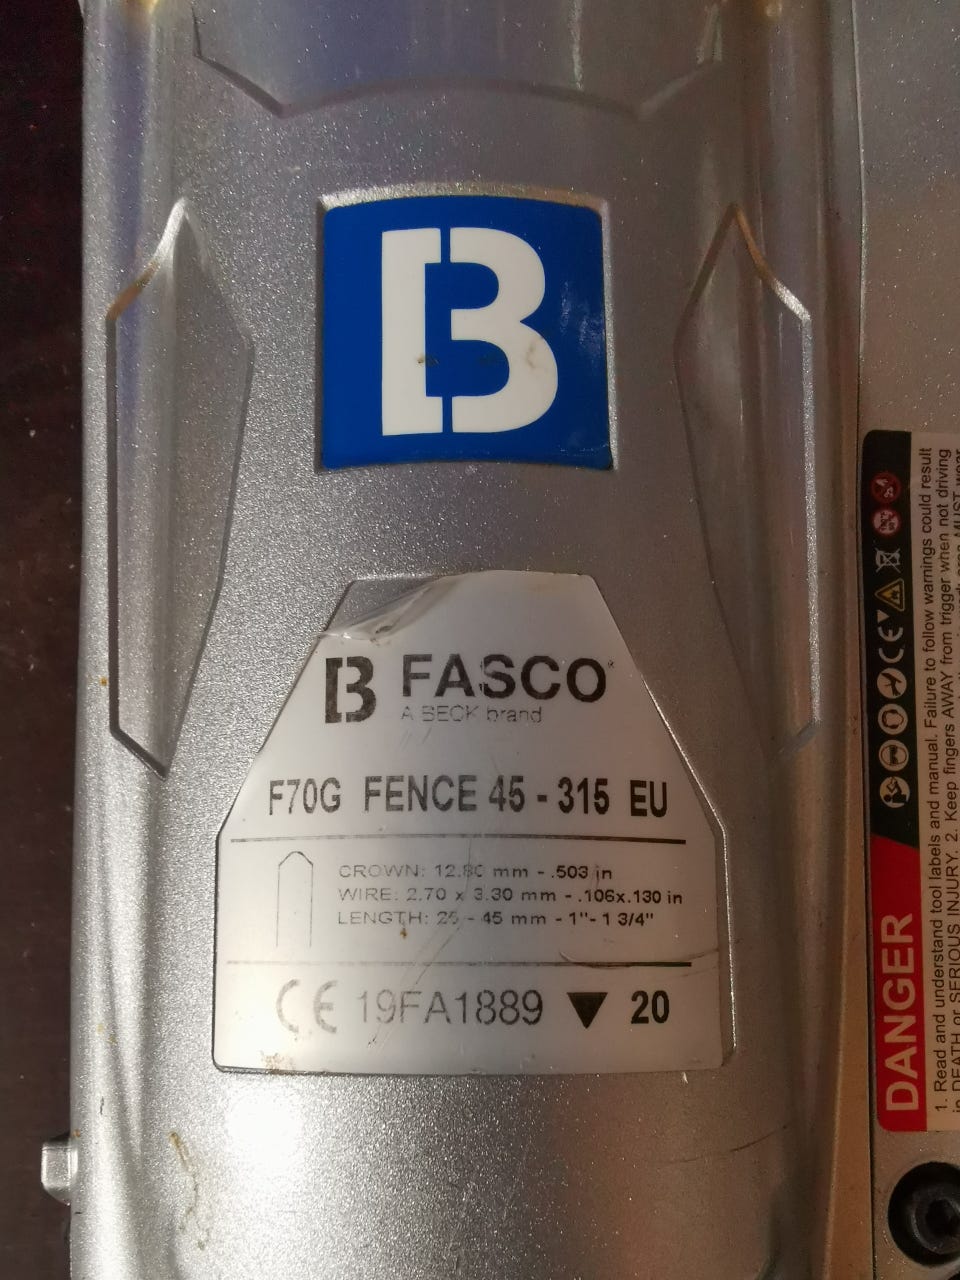 B
B FASCO
A BECK brand
F70G FENCE 45 - 315 EU
CROWN: 12.80 mm - .503 in
WIRE: 2.70 x 3.30 mm - .106x.130 in
LENGTH: 25 - 45 mm - 1"- 1 3/4"
CE 19FA1889 ▼ 20
CE
DANGER
1. Read and understand tool labels and manual. Failure to follow warnings could result
in DEATH or SERIOUS INJURY. 2. Keep fingers AWAY from trigger when not driving